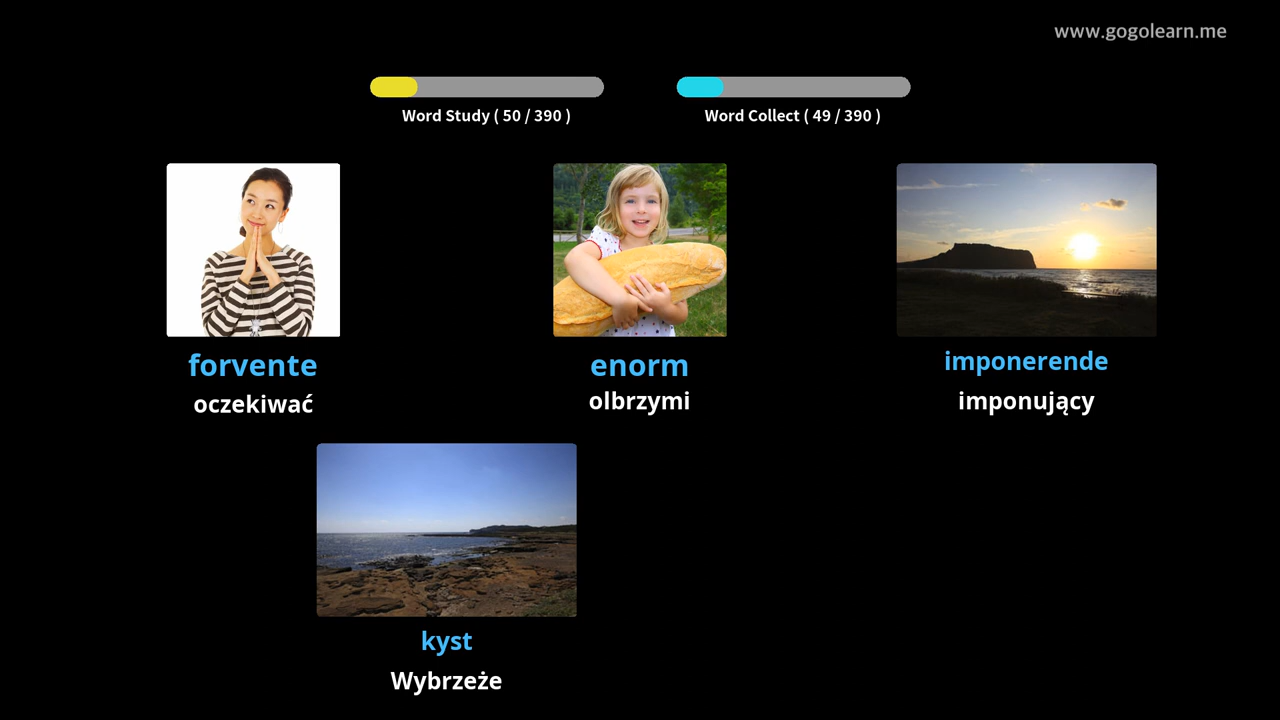 www.gogolearn.me
Word Study ( 50 / 390 )
Word Collect ( 49 / 390 )
forvente
oczekiwać
enorm
olbrzymi
imponerende
imponujący
kyst
Wybrzeże